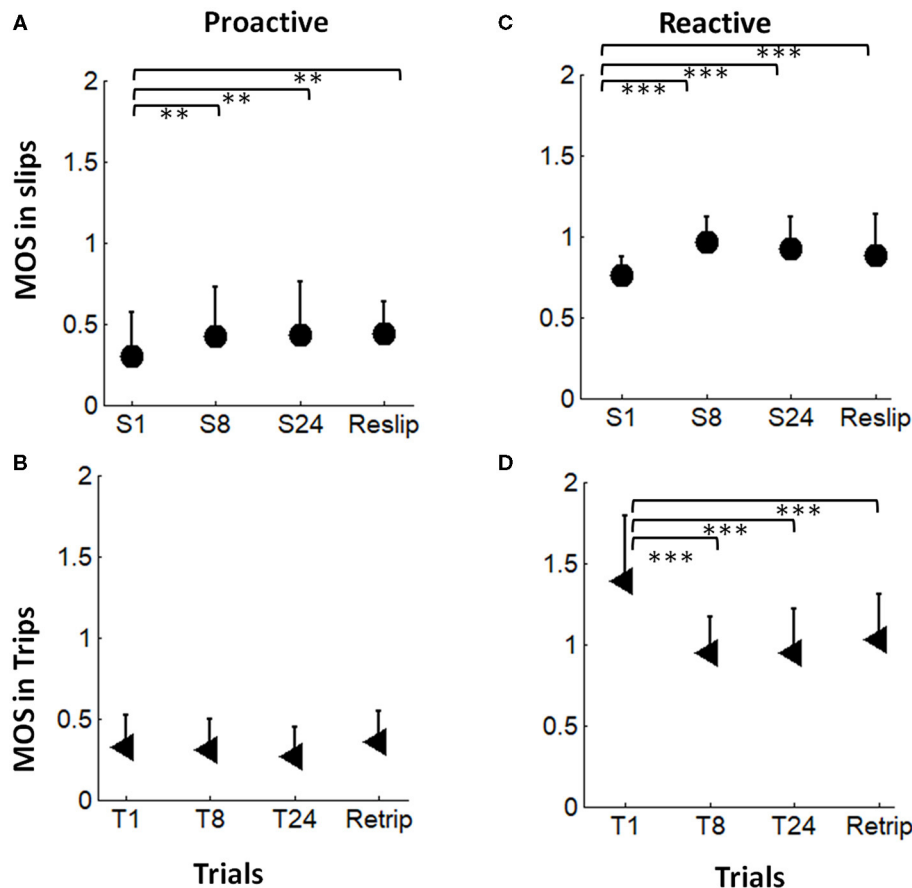 A
Proactive
MOS in slips
**
**
**
2
1.5
1
0.5
0
S1 S8 S24 Reslip
C
Reactive
***
***
***
2
1.5
1
0.5
0
S1 S8 S24 Reslip
B
MOS in Trips
2
1.5
1
0.5
0
T1 T8 T24 Retrip
Trials
D
***
***
***
2
1.5
1
0.5
0
T1 T8 T24 Retrip
Trials